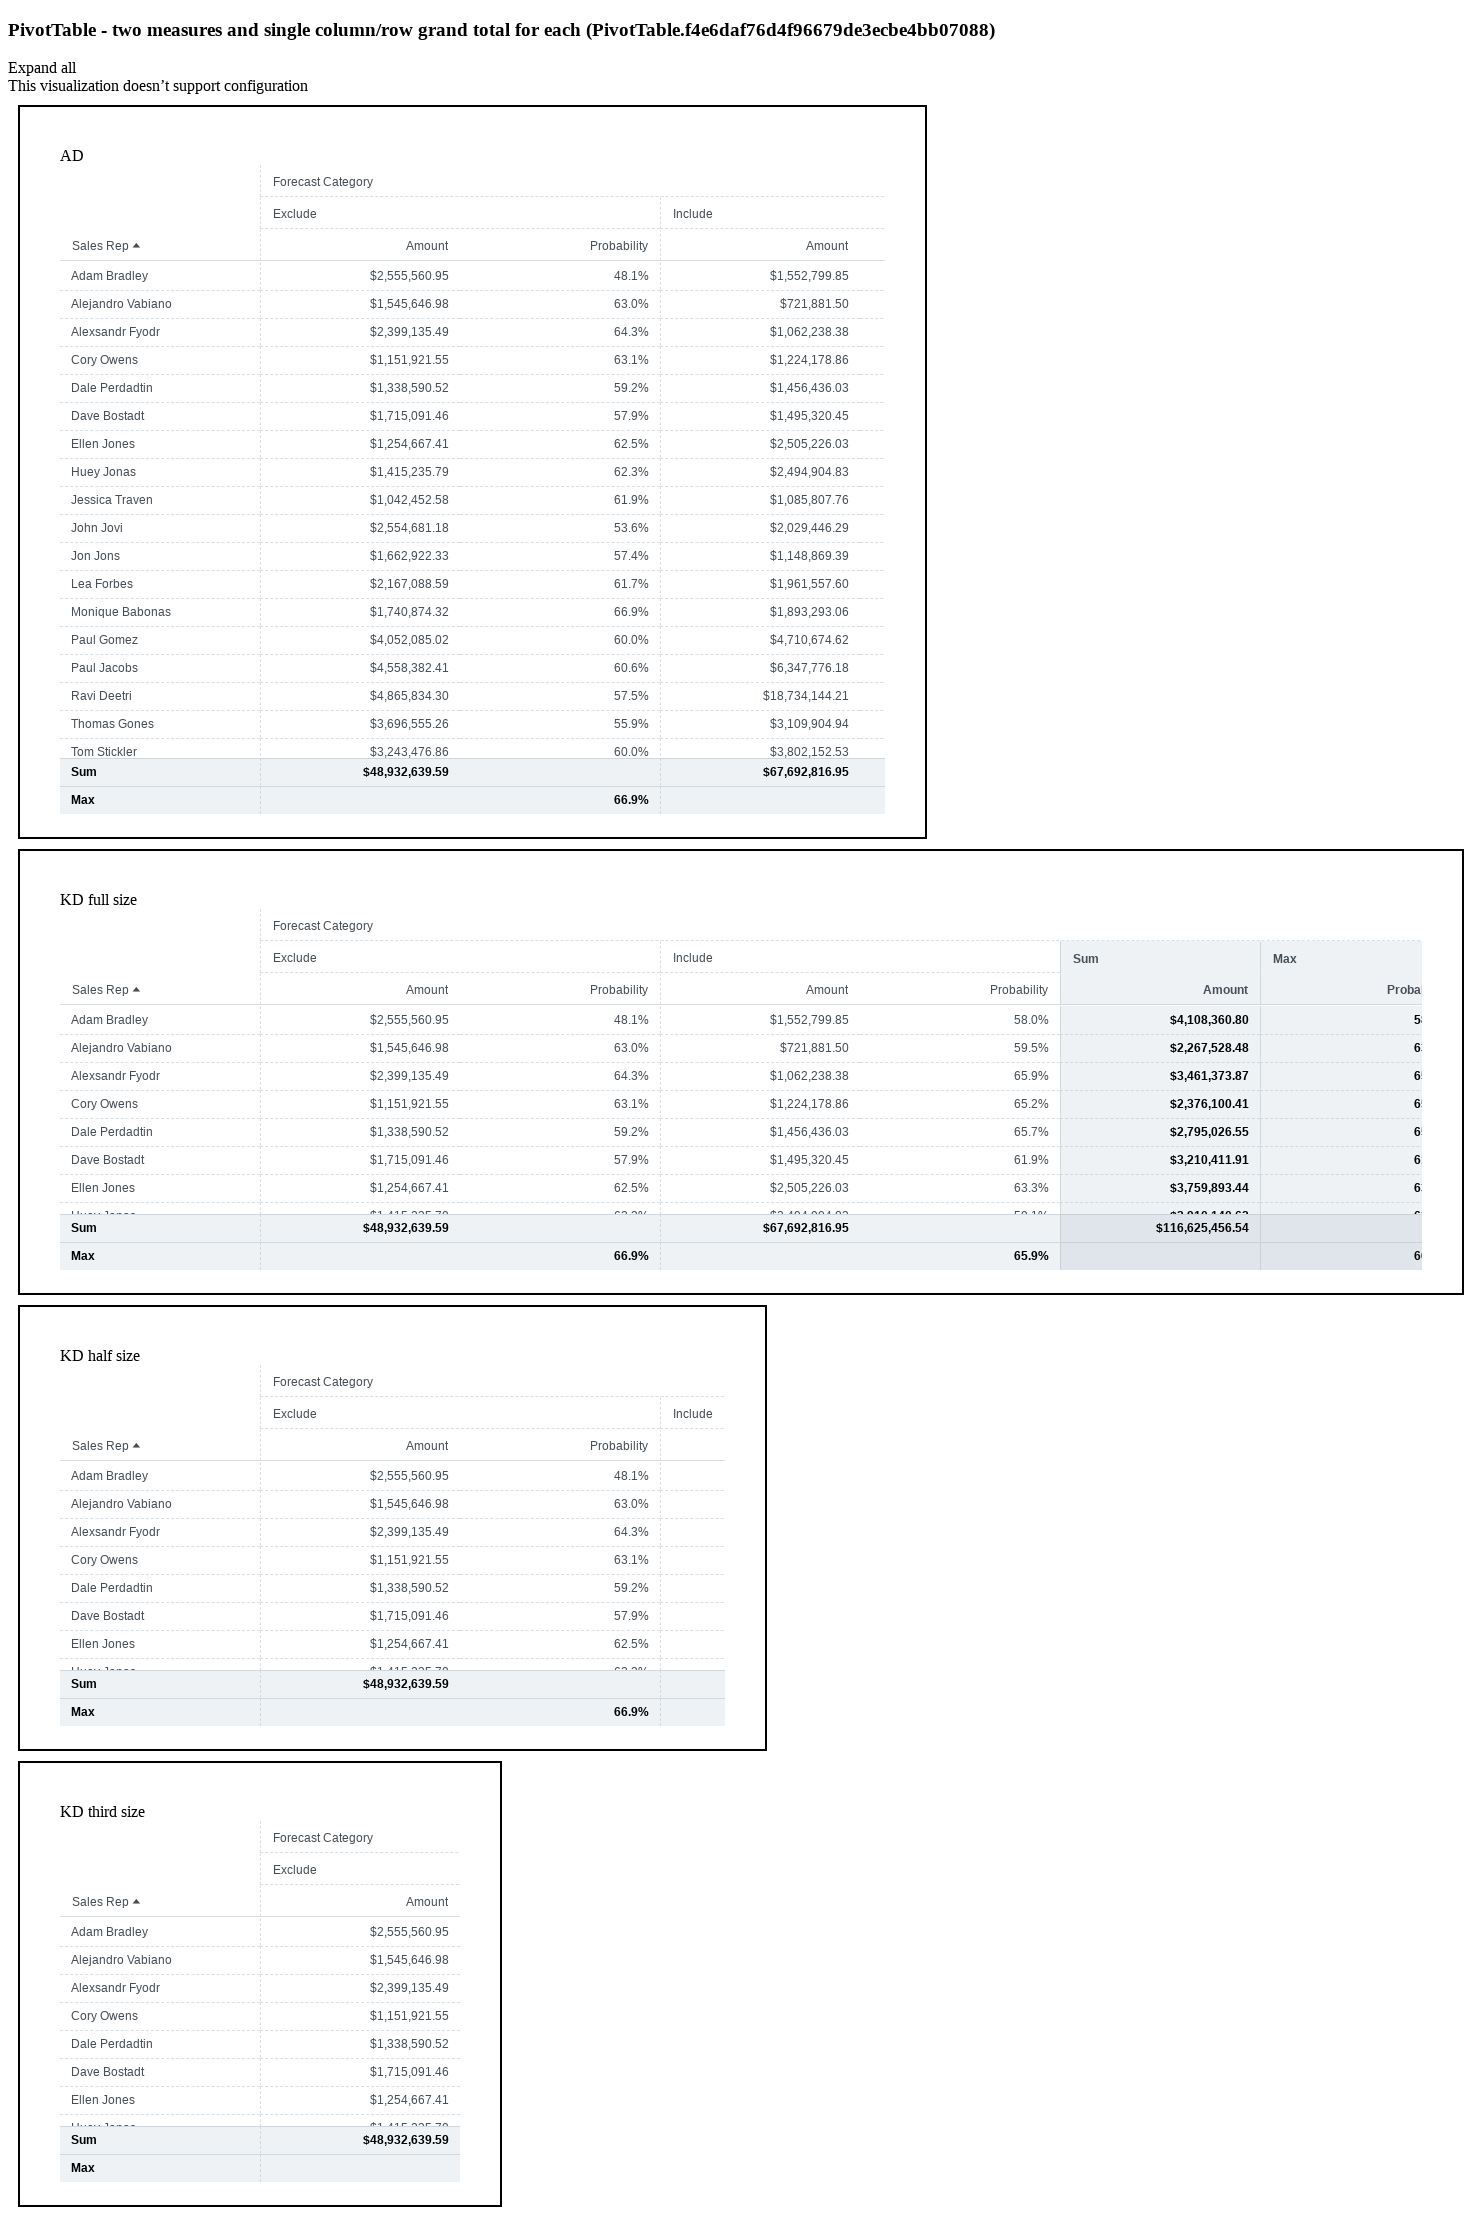 PivotTable - two measures and single column/row grand total for each (PivotTable.f4e6daf76d4f96679de3ecbe4bb07088)
Expand all
This visualization doesn’t support configuration
AD
Forecast Category
Exclude Include
Sales Rep Amount Probability Amount
Adam Bradley $2,555,560.95 48.1% $1,552,799.85
Alejandro Vabiano $1,545,646.98 63.0% $721,881.50
Alexsandr Fyodr $2,399,135.49 64.3% $1,062,238.38
Cory Owens $1,151,921.55 63.1% $1,224,178.86
Dale Perdadtin $1,338,590.52 59.2% $1,456,436.03
Dave Bostadt $1,715,091.46 57.9% $1,495,320.45
Ellen Jones $1,254,667.41 62.5% $2,505,226.03
Huey Jonas $1,415,235.79 62.3% $2,494,904.83
Jessica Traven $1,042,452.58 61.9% $1,085,807.76
John Jovi $2,554,681.18 53.6% $2,029,446.29
Jon Jons $1,662,922.33 57.4% $1,148,869.39
Lea Forbes $2,167,088.59 61.7% $1,961,557.60
Monique Babonas $1,740,874.32 66.9% $1,893,293.06
Paul Gomez $4,052,085.02 60.0% $4,710,674.62
Paul Jacobs $4,558,382.41 60.6% $6,347,776.18
Ravi Deetri $4,865,834.30 57.5% $18,734,144.21
Thomas Gones $3,696,555.26 55.9% $3,109,904.94
Tom Stickler $3,243,476.86 60.0% $3,802,152.53
Sum $48,932,639.59 $67,692,816.95
Max 66.9%
KD full size
Forecast Category
Exclude Include Sum Max
Sales Rep Amount Probability Amount Probability Amount
Adam Bradley $2,555,560.95 48.1% $1,552,799.85 58.0% $4,108,360.80
Alejandro Vabiano $1,545,646.98 63.0% $721,881.50 59.5% $2,267,528.48
Alexsandr Fyodr $2,399,135.49 64.3% $1,062,238.38 65.9% $3,461,373.87
Cory Owens $1,151,921.55 63.1% $1,224,178.86 65.2% $2,376,100.41
Dale Perdadtin $1,338,590.52 59.2% $1,456,436.03 65.7% $2,795,026.55
Dave Bostadt $1,715,091.46 57.9% $1,495,320.45 61.9% $3,210,411.91
Ellen Jones $1,254,667.41 62.5% $2,505,226.03 63.3% $3,759,893.44
Sum $48,932,639.59 $67,692,816.95 $116,625,456.54
Max 66.9% 65.9%
KD half size
Forecast Category
Exclude Include
Sales Rep Amount Probability
Adam Bradley $2,555,560.95 48.1%
Alejandro Vabiano $1,545,646.98 63.0%
Alexsandr Fyodr $2,399,135.49 64.3%
Cory Owens $1,151,921.55 63.1%
Dale Perdadtin $1,338,590.52 59.2%
Dave Bostadt $1,715,091.46 57.9%
Ellen Jones $1,254,667.41 62.5%
Sum $48,932,639.59
Max 66.9%
KD third size
Forecast Category
Exclude
Sales Rep Amount
Adam Bradley $2,555,560.95
Alejandro Vabiano $1,545,646.98
Alexsandr Fyodr $2,399,135.49
Cory Owens $1,151,921.55
Dale Perdadtin $1,338,590.52
Dave Bostadt $1,715,091.46
Ellen Jones $1,254,667.41
Sum $48,932,639.59
Max